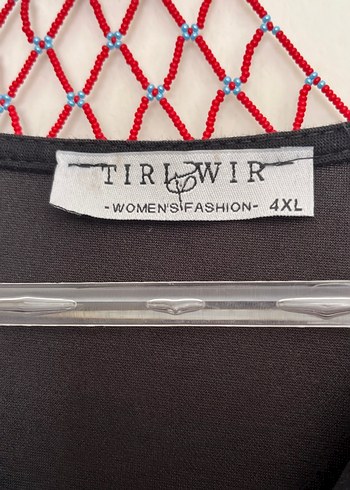 TIRI WIR
-WOMEN'S FASHION- 4XL